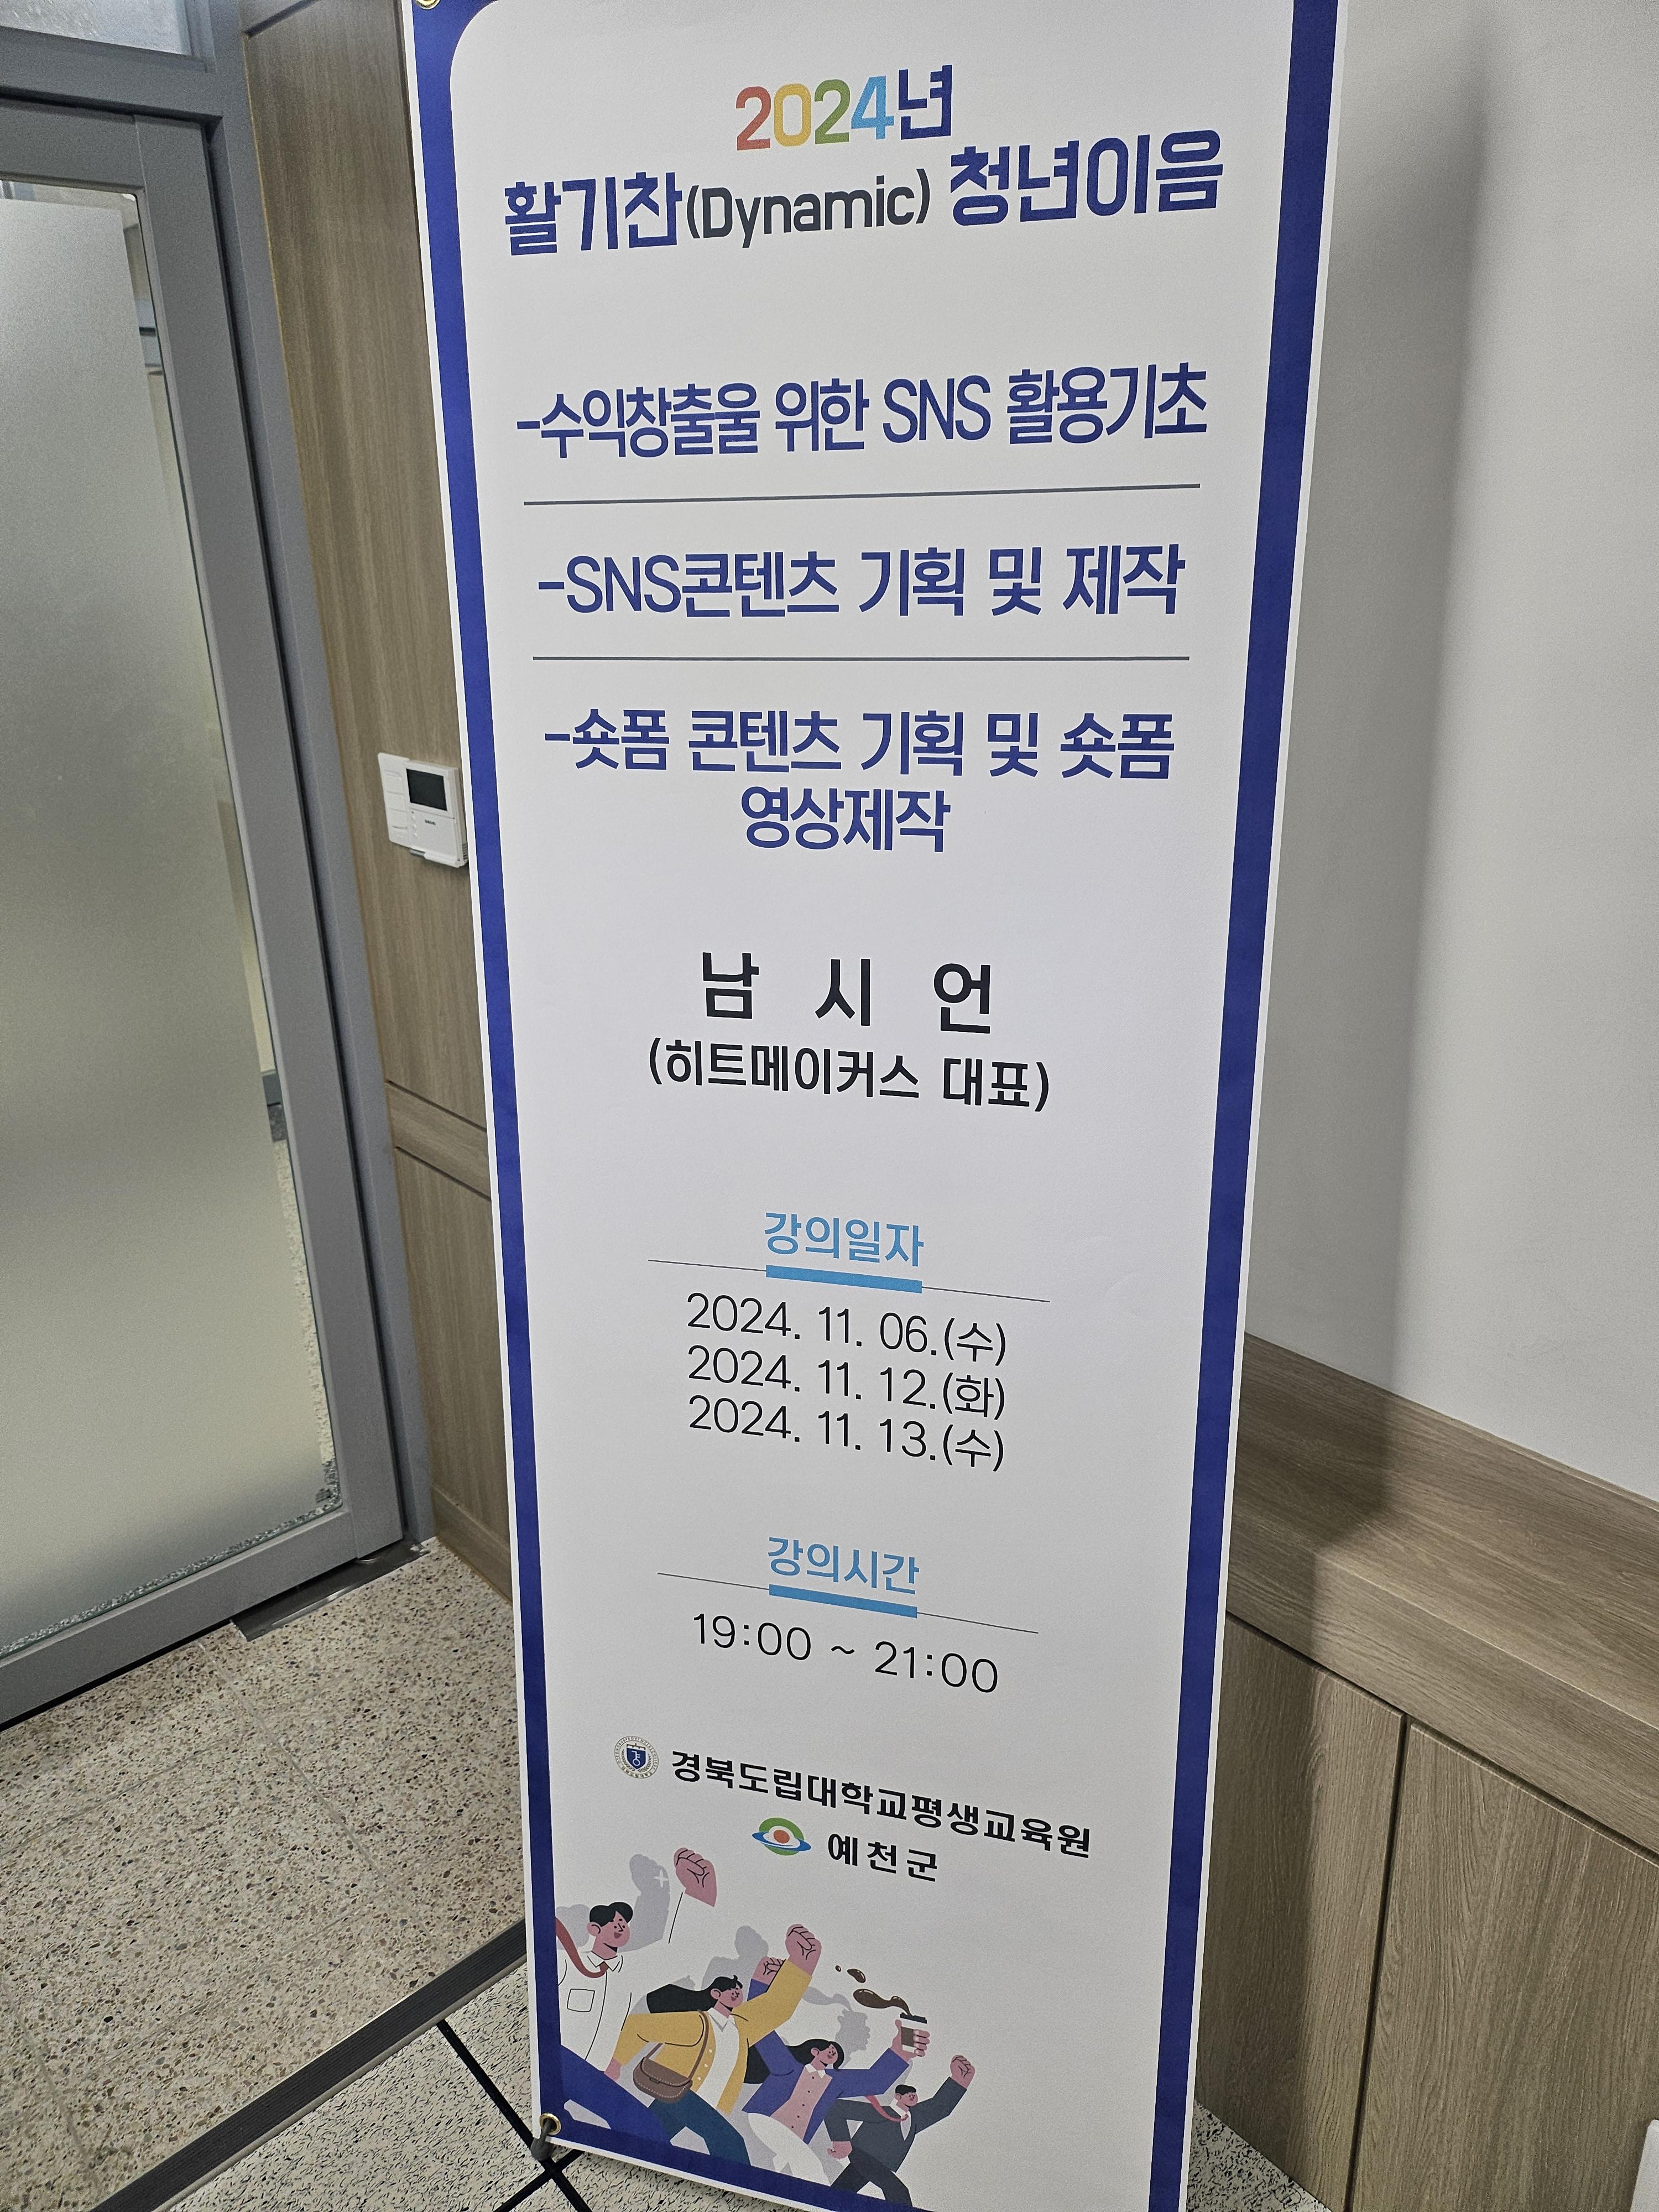 2024년
활기찬(Dynamic) 청년이음
-수익창출울 위한 SNS 활용기초
-SNS콘텐츠 기획 및 제작
-숏폼 콘텐츠 기획 및 숏폼
영상제작
남 시 언
(히트메이커스 대표)
강의일자
2024. 11. 06.(수)
2024. 11. 12.(화)
2024. 11. 13.(수)
강의시간
19:00 ~ 21:00
경북도립대학교평생교육원
예천군